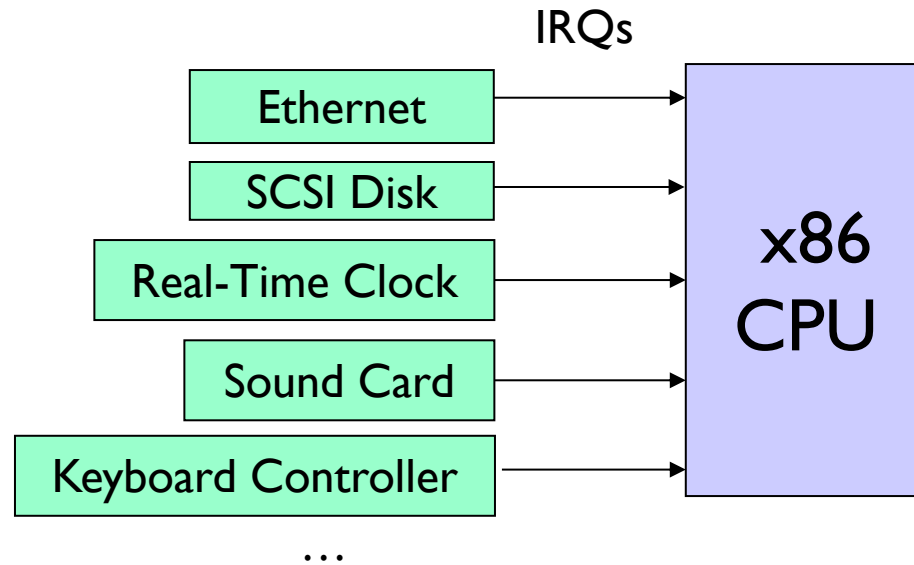 IRQs
Ethernet
SCSI Disk
Real-Time Clock
Sound Card
Keyboard Controller
…
x86
CPU